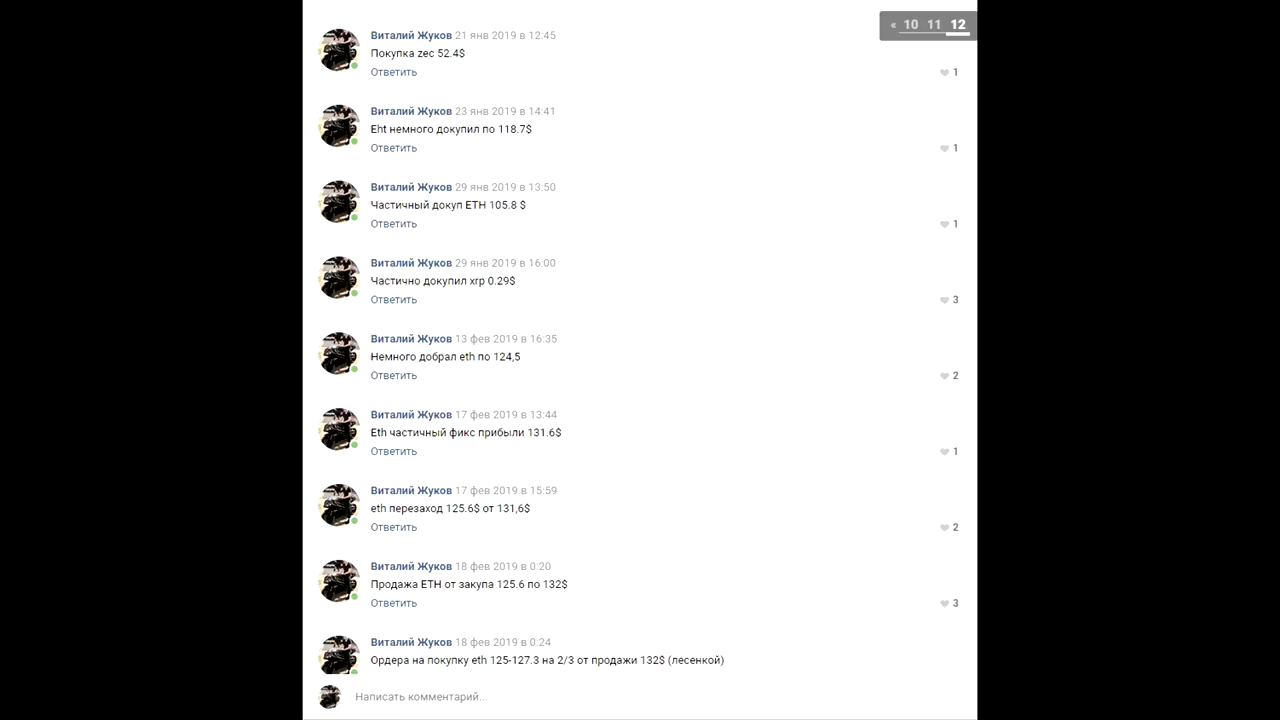 « 10 11 12
Виталий Жуков 21 янв 2019 в 12:45
Покупка zec 52.4$
Ответить 1
Виталий Жуков 23 янв 2019 в 14:41
Eht немного докупил по 118.7$
Ответить 1
Виталий Жуков 29 янв 2019 в 13:50
Частичный докуп ETH 105.8 $
Ответить 1
Виталий Жуков 29 янв 2019 в 16:00
Частично докупил xrp 0.29$
Ответить 3
Виталий Жуков 13 фев 2019 в 16:35
Немного добрал eth по 124,5
Ответить 2
Виталий Жуков 17 фев 2019 в 13:44
Eth частичный фикс прибыли 131.6$
Ответить 1
Виталий Жуков 17 фев 2019 в 15:59
eth перезаход 125.6$ от 131,6$
Ответить 2
Виталий Жуков 18 фев 2019 в 0:20
Продажа ETH от закупа 125.6 по 132$
Ответить 3
Виталий Жуков 18 фев 2019 в 0:24
Ордера на покупку eth 125-127.3 на 2/3 от продажи 132$ (лесенкой)
Написать комментарий...